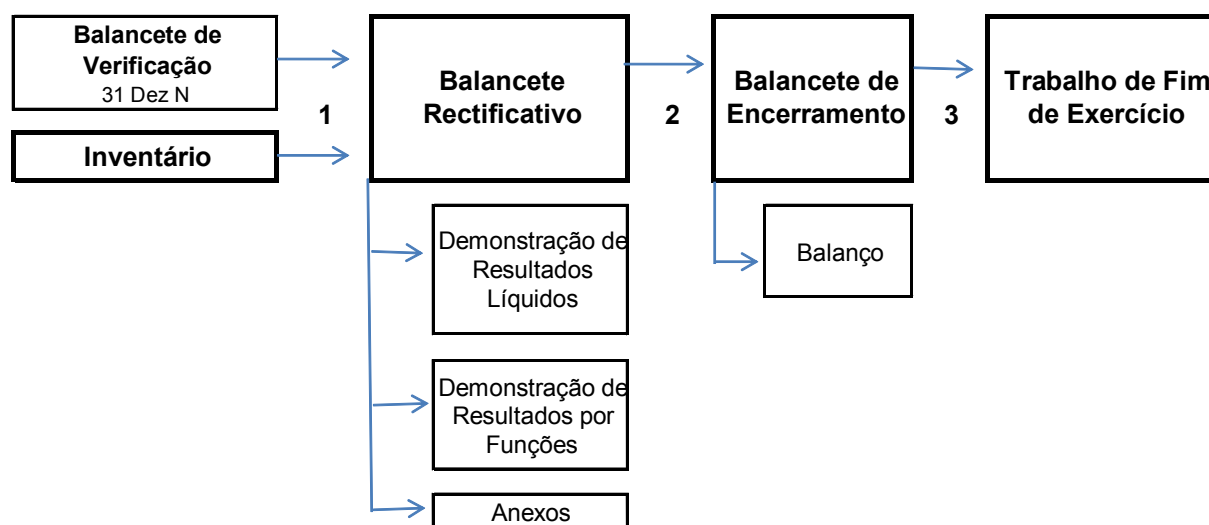 Balancete de
Verificação
31 Dez N
Inventário
1
Balancete
Rectificativo
2
Balancete de
Encerramento
3
Trabalho de Fim
de Exercício
Demonstração de
Resultados
Líquidos
Demonstração de
Resultados por
Funções
Anexos
Balanço